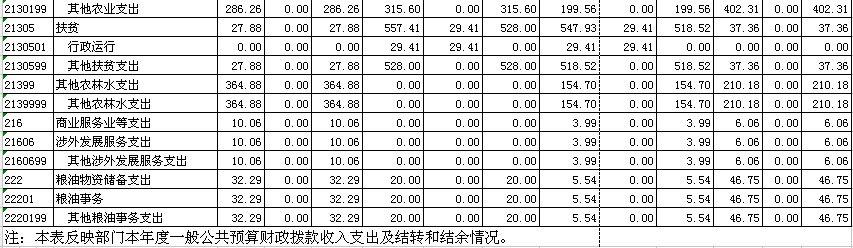 2130199 其他农业支出 286.26 0.00 286.26 315.60 0.00 315.60 199.56 0.00 199.56 402.31 0.00 402.31
21305 扶贫 27.88 0.00 27.88 557.41 29.41 528.00 547.93 29.41 518.52 37.36 0.00 37.36
2130501 行政运行 0.00 0.00 0.00 29.41 29.41 0.00 29.41 29.41 0.00 0.00 0.00 0.00
2130599 其他扶贫支出 27.88 0.00 27.88 528.00 0.00 528.00 518.52 0.00 518.52 37.36 0.00 37.36
21399 其他农林水支出 364.88 0.00 364.88 0.00 0.00 0.00 154.70 0.00 154.70 210.18 0.00 210.18
2139999 其他农林水支出 364.88 0.00 364.88 0.00 0.00 0.00 154.70 0.00 154.70 210.18 0.00 210.18
216 商业服务业等支出 10.06 0.00 10.06 0.00 0.00 0.00 3.99 0.00 3.99 6.06 0.00 6.06
21606 涉外发展服务支出 10.06 0.00 10.06 0.00 0.00 0.00 3.99 0.00 3.99 6.06 0.00 6.06
2160699 其他涉外发展服务支出 10.06 0.00 10.06 0.00 0.00 0.00 3.99 0.00 3.99 6.06 0.00 6.06
222 粮油物资储备支出 32.29 0.00 32.29 20.00 0.00 20.00 5.54 0.00 5.54 46.75 0.00 46.75
22201 粮油事务 32.29 0.00 32.29 20.00 0.00 20.00 5.54 0.00 5.54 46.75 0.00 46.75
2220199 其他粮油事务支出 32.29 0.00 32.29 20.00 0.00 20.00 5.54 0.00 5.54 46.75 0.00 46.75
注：本表反映部门本年度一般公共预算财政拨款收入支出及结转和结余情况。